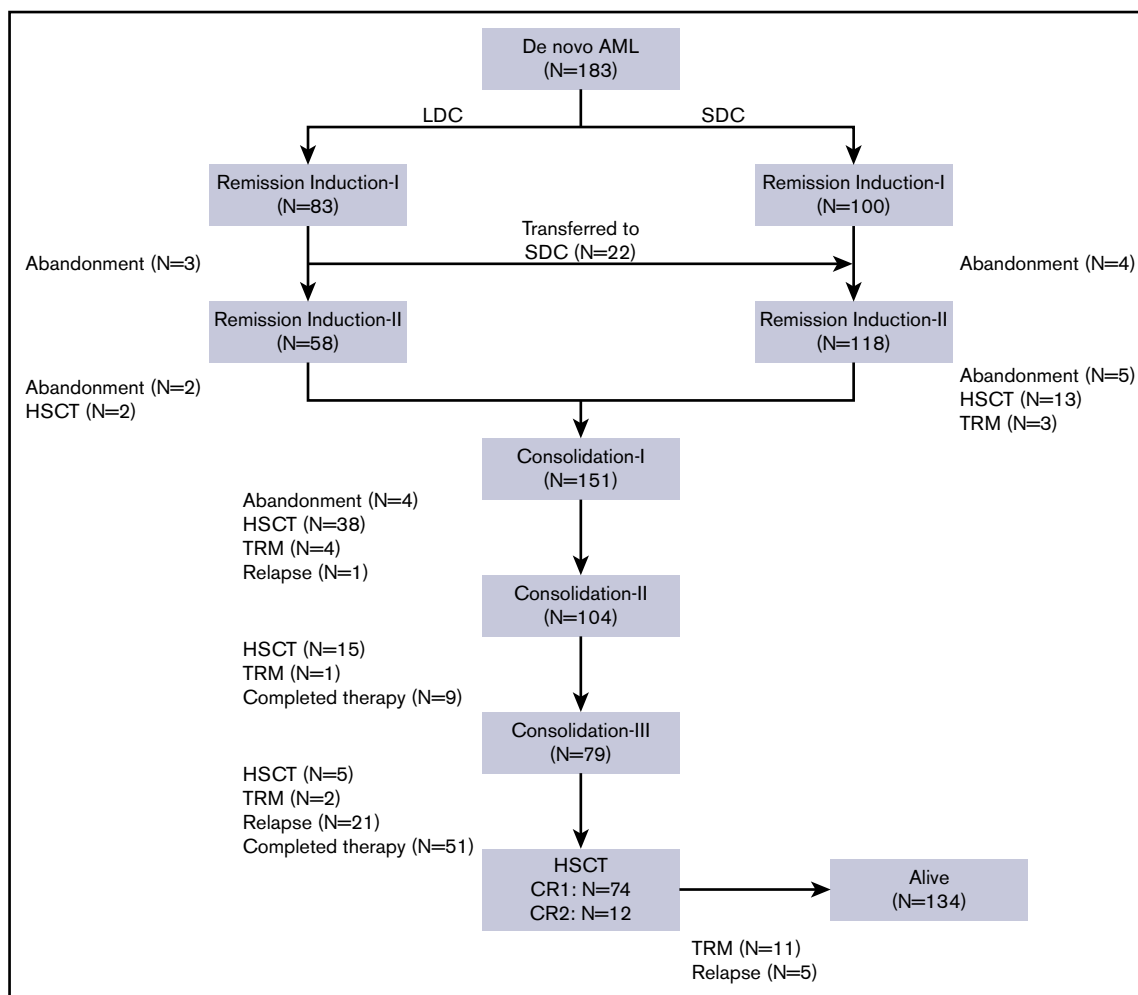 De novo AML
(N=183)
LDC
SDC
Remission Induction-I
(N=83)
Remission Induction-I
(N=100)
Transferred to
SDC (N=22)
Abandonment (N=3)
Abandonment (N=4)
Remission Induction-II
(N=58)
Remission Induction-II
(N=118)
Abandonment (N=2)
HSCT (N=2)
Abandonment (N=5)
HSCT (N=13)
TRM (N=3)
Consolidation-I
(N=151)
Abandonment (N=4)
HSCT (N=38)
TRM (N=4)
Relapse (N=1)
Consolidation-II
(N=104)
HSCT (N=15)
TRM (N=1)
Completed therapy (N=9)
Consolidation-III
(N=79)
HSCT (N=5)
TRM (N=2)
Relapse (N=21)
Completed therapy (N=51)
HSCT
CR1: N=74
CR2: N=12
Alive
(N=134)
TRM (N=11)
Relapse (N=5)